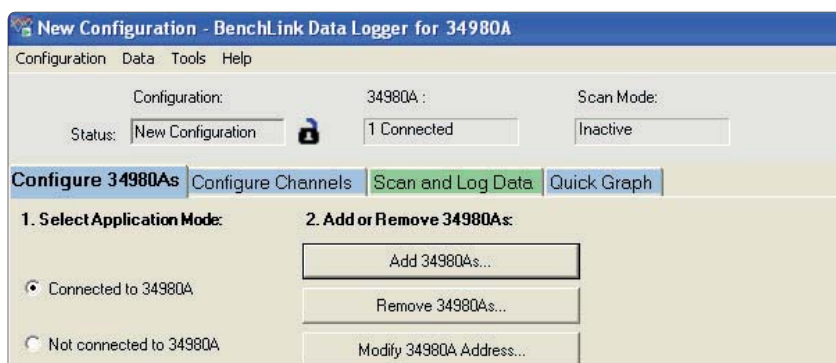 New Configuration - BenchLink Data Logger for 34980A
Configuration Data Tools Help
Configuration: 34980A : Scan Mode:
Status: New Configuration 1 Connected Inactive
Configure 34980As Configure Channels Scan and Log Data Quick Graph
1. Select Application Mode: 2. Add or Remove 34980As:
Add 34980As...
Connected to 34980A
Remove 34980As...
Not connected to 34980A Modify 34980A Address...